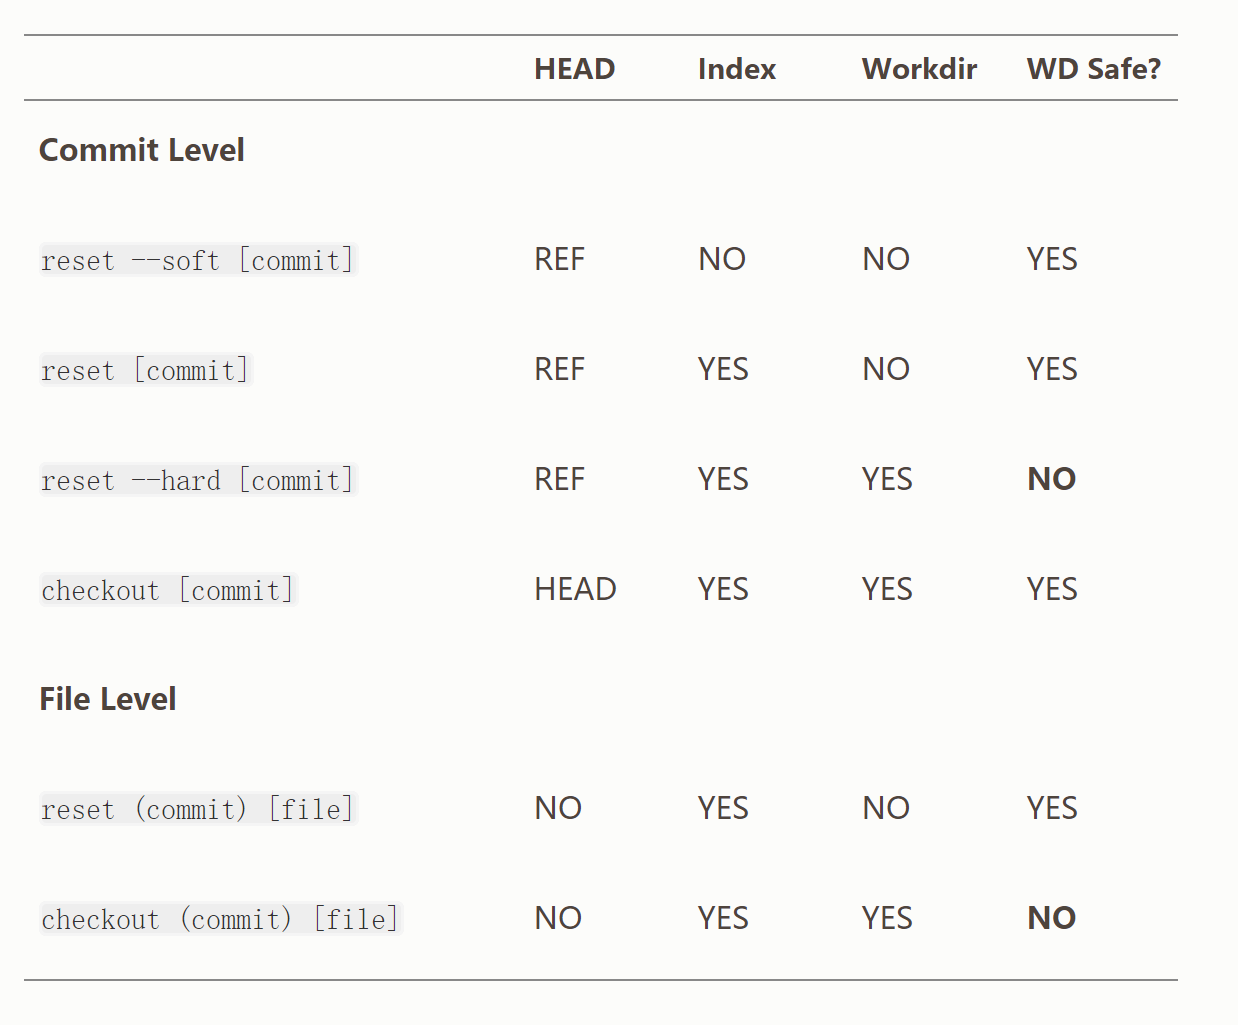 HEAD Index Workdir WD Safe?
Commit Level
reset --soft [commit] REF NO NO YES
reset [commit] REF YES NO YES
reset --hard [commit] REF YES YES NO
checkout [commit] HEAD YES YES YES
File Level
reset (commit) [file] NO YES NO YES
checkout (commit) [file] NO YES YES NO